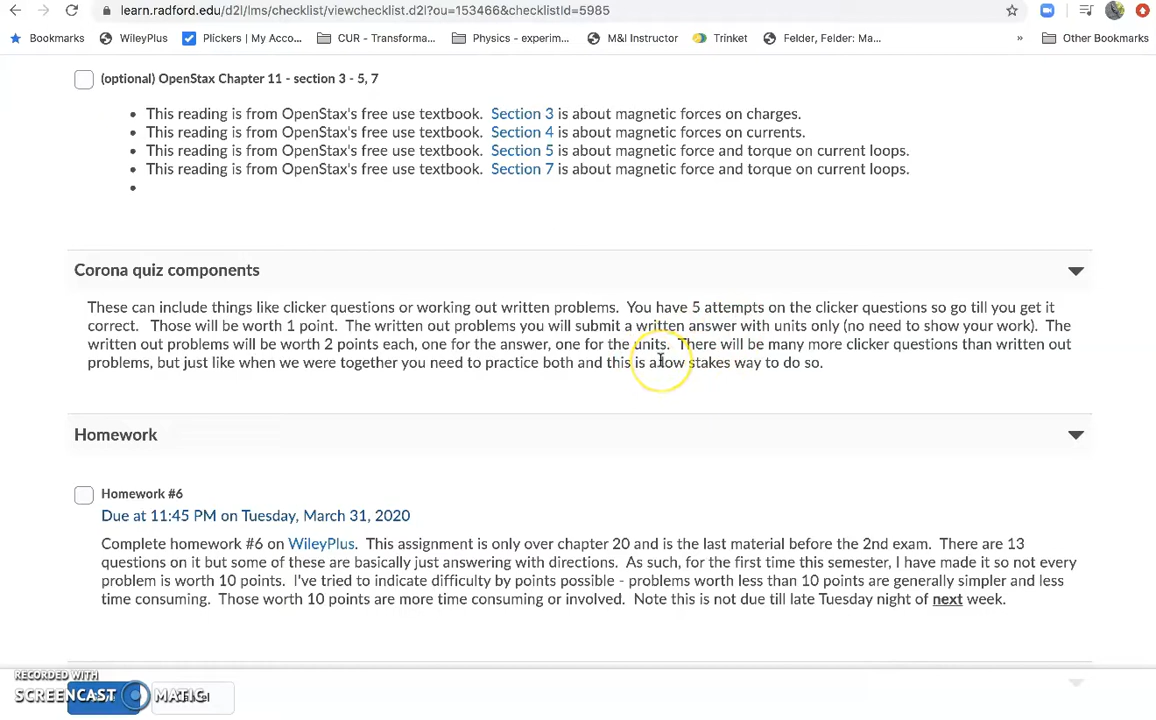 learn.radford.edu/d2l/lms/checklist/viewchecklist.d2l?ou=153466&checklistId=5985
Bookmarks WileyPlus Plickers | My Acco... CUR - Transforma... Physics - experim... M&I Instructor Trinket Felder, Felder: Ma... » Other Bookmarks
(optional) OpenStax Chapter 11 - section 3 - 5, 7
• This reading is from OpenStax's free use textbook. Section 3 is about magnetic forces on charges.
• This reading is from OpenStax's free use textbook. Section 4 is about magnetic forces on currents.
• This reading is from OpenStax's free use textbook. Section 5 is about magnetic force and torque on current loops.
• This reading is from OpenStax's free use textbook. Section 7 is about magnetic force and torque on current loops.
•
Corona quiz components
These can include things like clicker questions or working out written problems. You have 5 attempts on the clicker questions so go till you get it
correct. Those will be worth 1 point. The written out problems you will submit a written answer with units only (no need to show your work). The
written out problems will be worth 2 points each, one for the answer, one for the units. There will be many more clicker questions than written out
problems, but just like when we were together you need to practice both and this is a low stakes way to do so.
Homework
Homework #6
Due at 11:45 PM on Tuesday, March 31, 2020
Complete homework #6 on WileyPlus. This assignment is only over chapter 20 and is the last material before the 2nd exam. There are 13
questions on it but some of these are basically just answering with directions. As such, for the first time this semester, I have made it so not every
problem is worth 10 points. I've tried to indicate difficulty by points possible - problems worth less than 10 points are generally simpler and less
time consuming. Those worth 10 points are more time consuming or involved. Note this is not due till late Tuesday night of next week.
RECORDED WITH
SCREENCAST MATIC